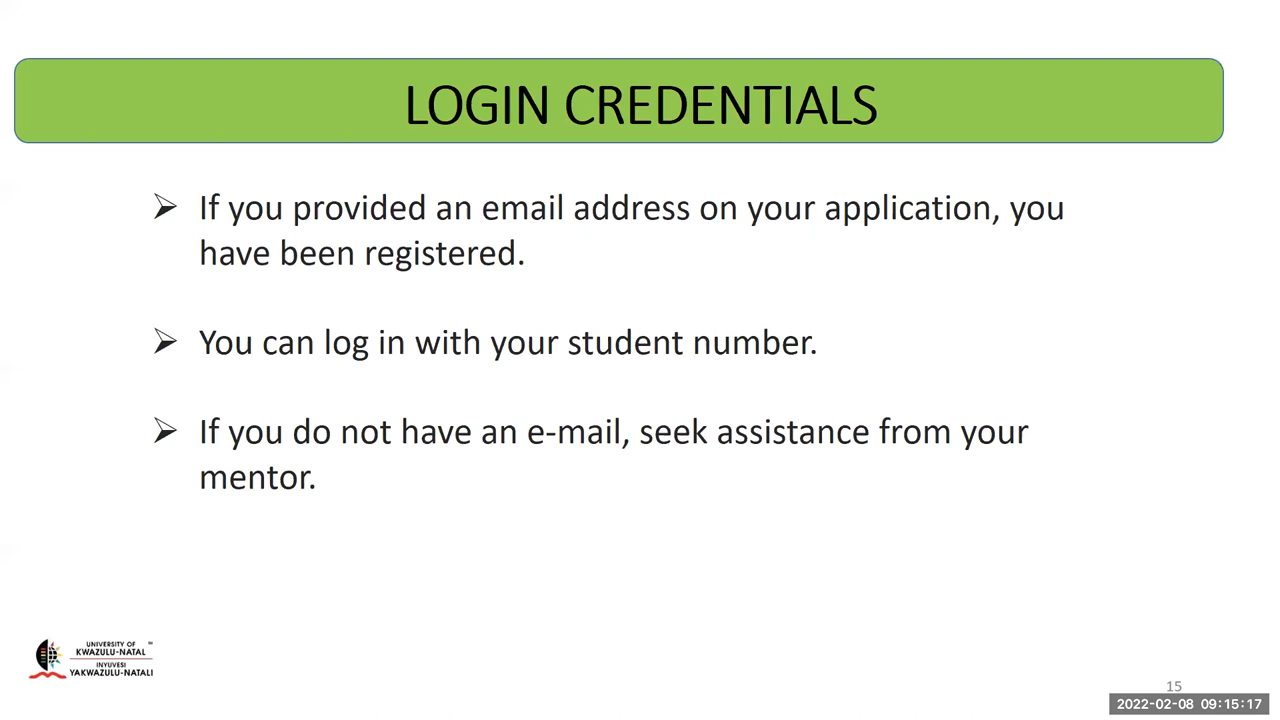 LOGIN CREDENTIALS
➢ If you provided an email address on your application, you
have been registered.
➢ You can log in with your student number.
➢ If you do not have an e-mail, seek assistance from your
mentor.
UNIVERSITY OF ™
KWAZULU-NATAL
INYUVESI
YAKWAZULU-NATALI
15
2022-02-08 09:15:17